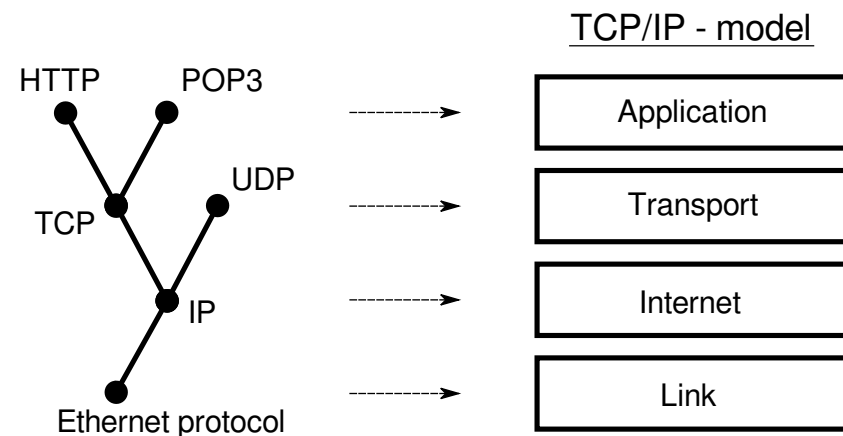 TCP/IP - model
HTTP
POP3
Application
UDP
TCP
Transport
IP
Internet
Ethernet protocol
Link